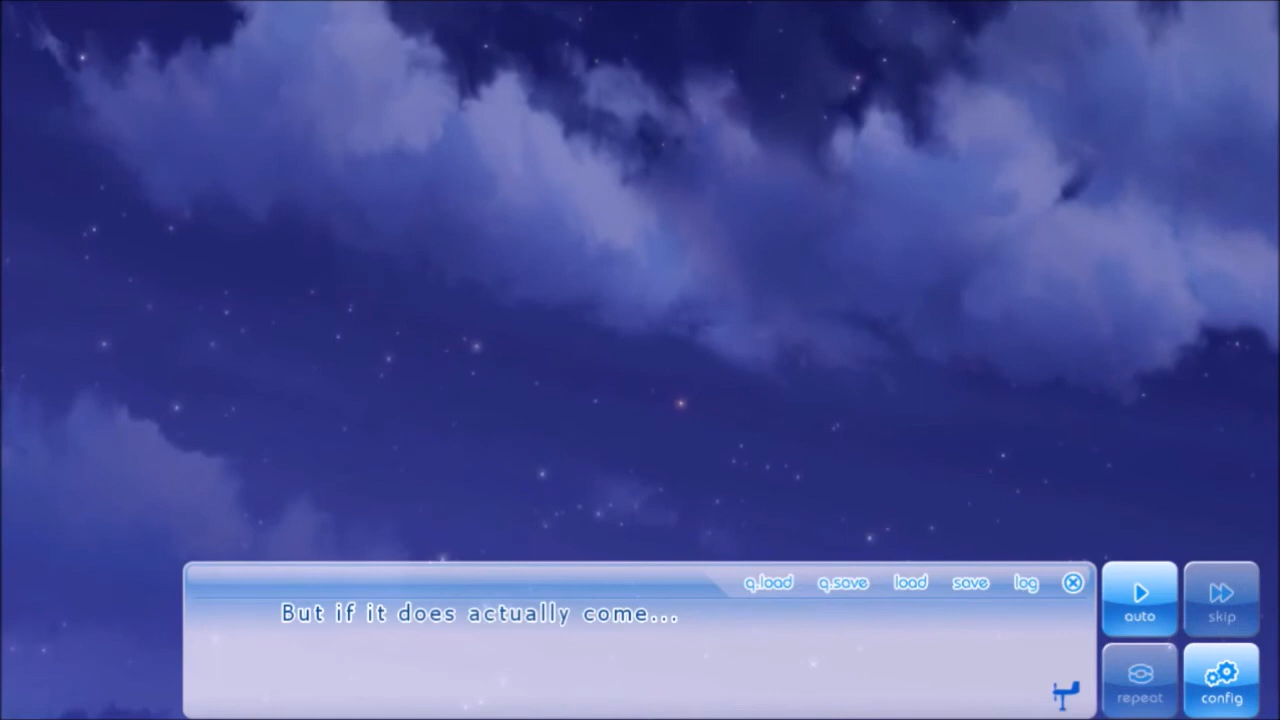 q.load q.save load save log
But if it does actually come...
auto
skip
repeat
config